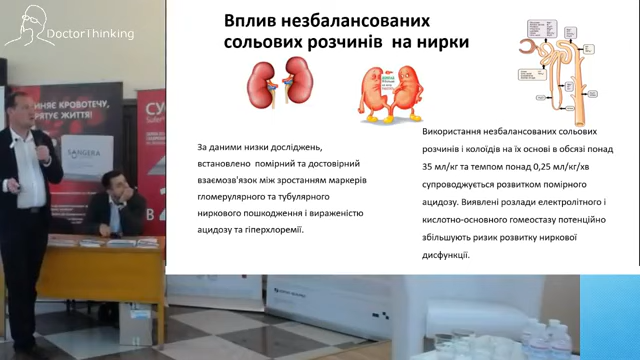 DoctorThinking
Вплив незбалансованих
сольових розчинів на нирки
ИНЯЄ КРОВОТЕЧУ,
РЯТУЄ ЖИТТЯ!
SANGERA
За даними низки досліджень,
встановлено помірний та достовірний
взаємозв'язок між зростанням маркерів
гломерулярного та тубулярного
ниркового пошкодження і вираженістю
ацидозу та гіперхлоремії.
Використання незбалансованих сольових
розчинів і колоїдів на їх основі в обсязі понад
35 мл/кг та темпом понад 0,25 мл/кг/хв
супроводжується розвитком помірного
ацидозу. Виявлені розлади електролітного і
кислотно-основного гомеостазу потенційно
збільшують ризик розвитку ниркової
дисфункції.